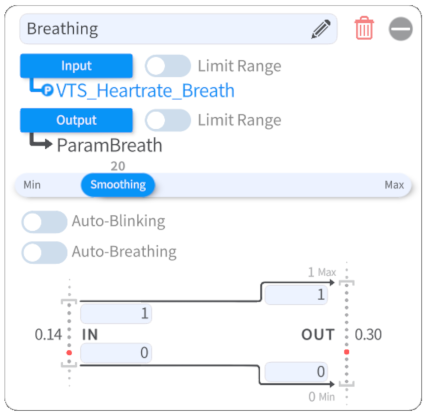 Breathing
Input Limit Range
VTS_Heartrate_Breath
Output Limit Range
ParamBreath
20
Min Smoothing Max
Auto-Blinking
Auto-Breathing
1 Max
1
1
0.14 IN OUT 0.30
0
0
0 Min